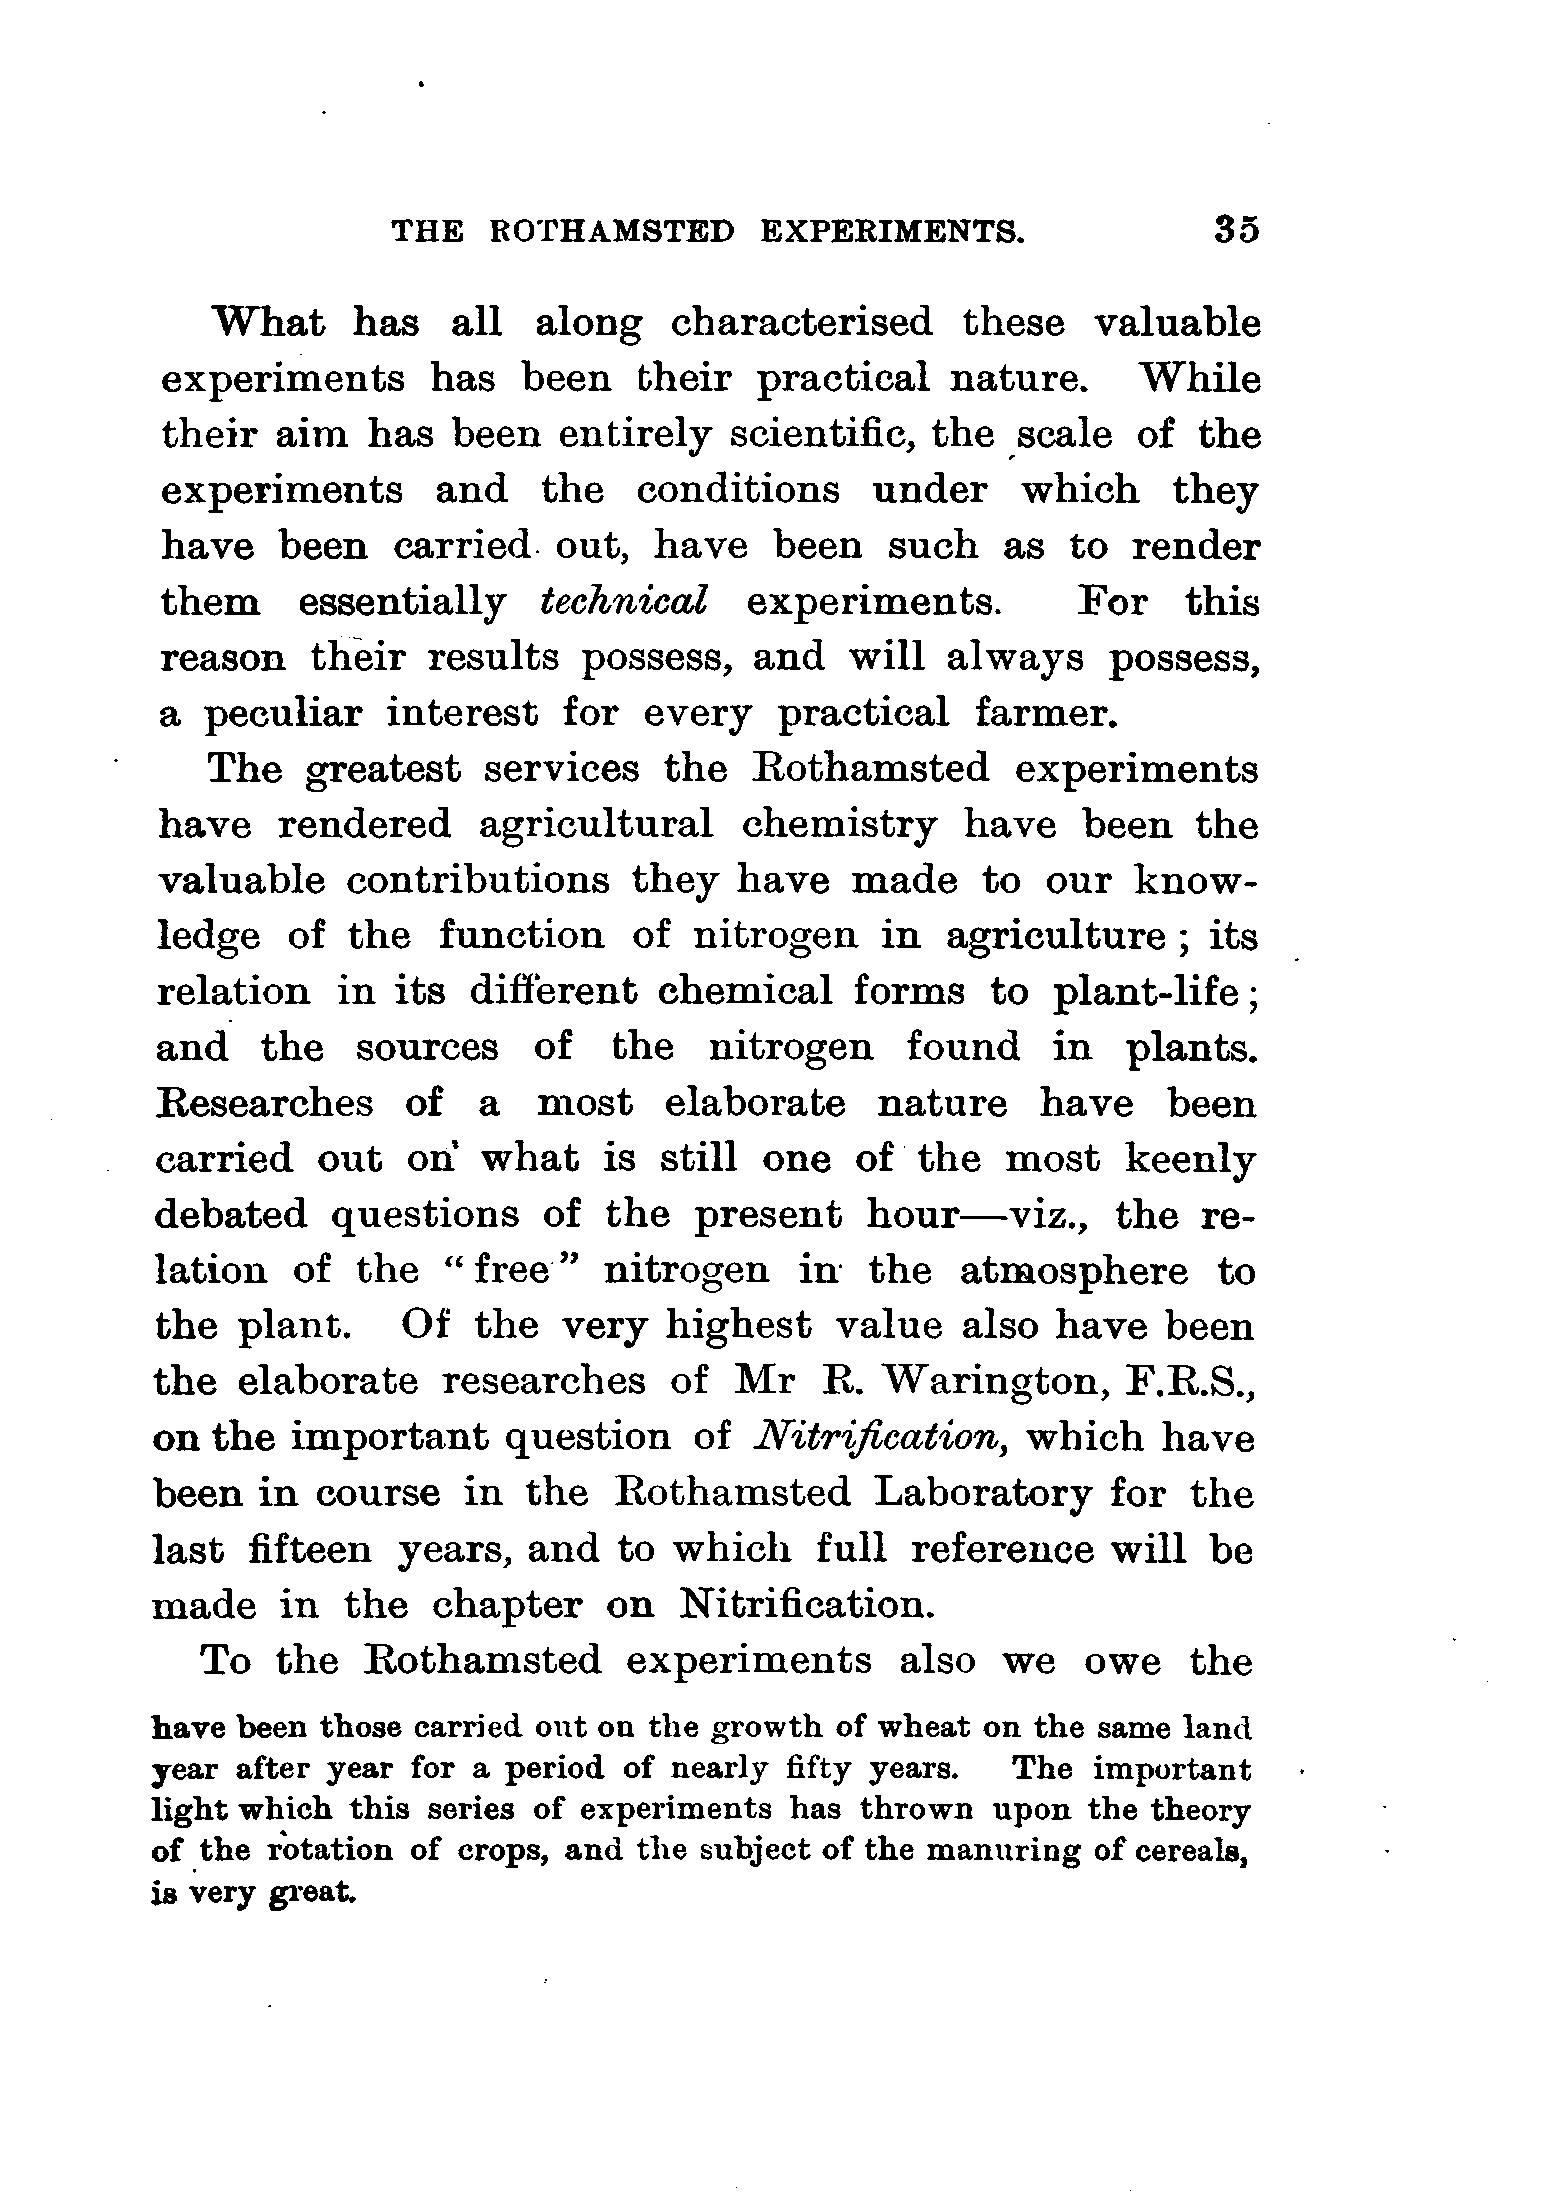 THE ROTHAMSTED EXPERIMENTS. 35
What has all along characterised these valuable
experiments has been their practical nature. While
their aim has been entirely scientific, the scale of the
experiments and the conditions under which they
have been carried out, have been such as to render
them essentially technical experiments. For this
reason their results possess, and will always possess,
a peculiar interest for every practical farmer.
The greatest services the Rothamsted experiments
have rendered agricultural chemistry have been the
valuable contributions they have made to our know-
ledge of the function of nitrogen in agriculture ; its
relation in its different chemical forms to plant-life ;
and the sources of the nitrogen found in plants.
Researches of a most elaborate nature have been
carried out on what is still one of the most keenly
debated questions of the present hour—viz., the re-
lation of the “free” nitrogen in the atmosphere to
the plant. Of the very highest value also have been
the elaborate researches of Mr R. Warington, F.R.S.,
on the important question of Nitrification, which have
been in course in the Rothamsted Laboratory for the
last fifteen years, and to which full reference will be
made in the chapter on Nitrification.
To the Rothamsted experiments also we owe the
have been those carried out on the growth of wheat on the same land
year after year for a period of nearly fifty years. The important
light which this series of experiments has thrown upon the theory
of the rotation of crops, and the subject of the manuring of cereals,
is very great.